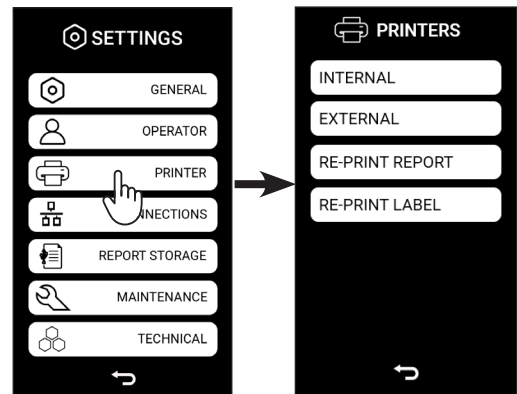 SETTINGS
GENERAL
OPERATOR
PRINTER
NNECTIONS
REPORT STORAGE
MAINTENANCE
TECHNICAL
PRINTERS
INTERNAL
EXTERNAL
RE-PRINT REPORT
RE-PRINT LABEL